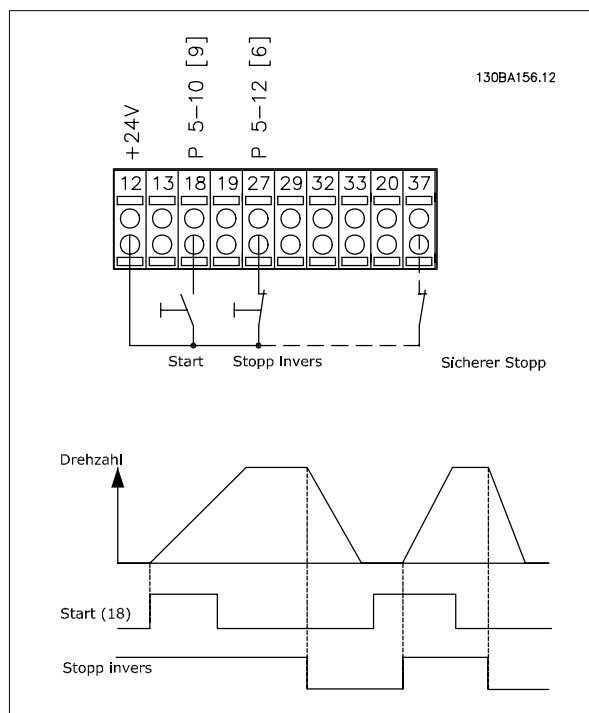 130BA156.12
+24V
P 5-10 [9]
P 5-12 [6]
12 13 18 19 27 29 32 33 20 37
Start Stopp Invers Sicherer Stopp
Drehzahl
Start (18)
Stopp invers